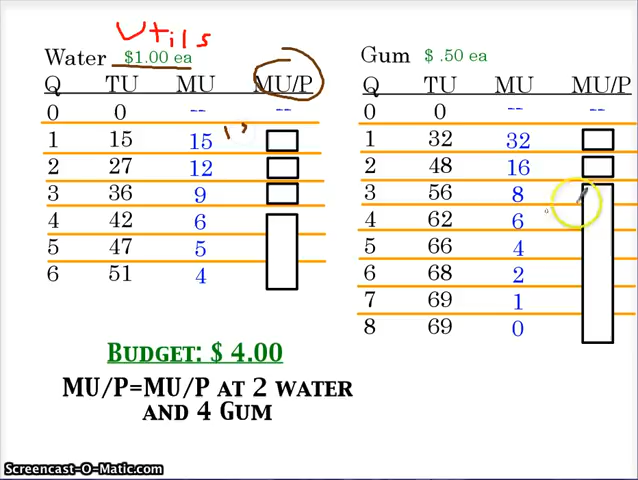 Utils
Water $1.00 ea
Q TU MU MU/P
0 0 -- --
1 15 15
2 27 12
3 36 9
4 42 6
5 47 5
6 51 4
Gum $ .50 ea
Q TU MU MU/P
0 0 -- --
1 32 32
2 48 16
3 56 8
4 62 6
5 66 4
6 68 2
7 69 1
8 69 0
BUDGET: $ 4.00
MU/P=MU/P AT 2 WATER
AND 4 GUM
Screencast-O-Matic.com